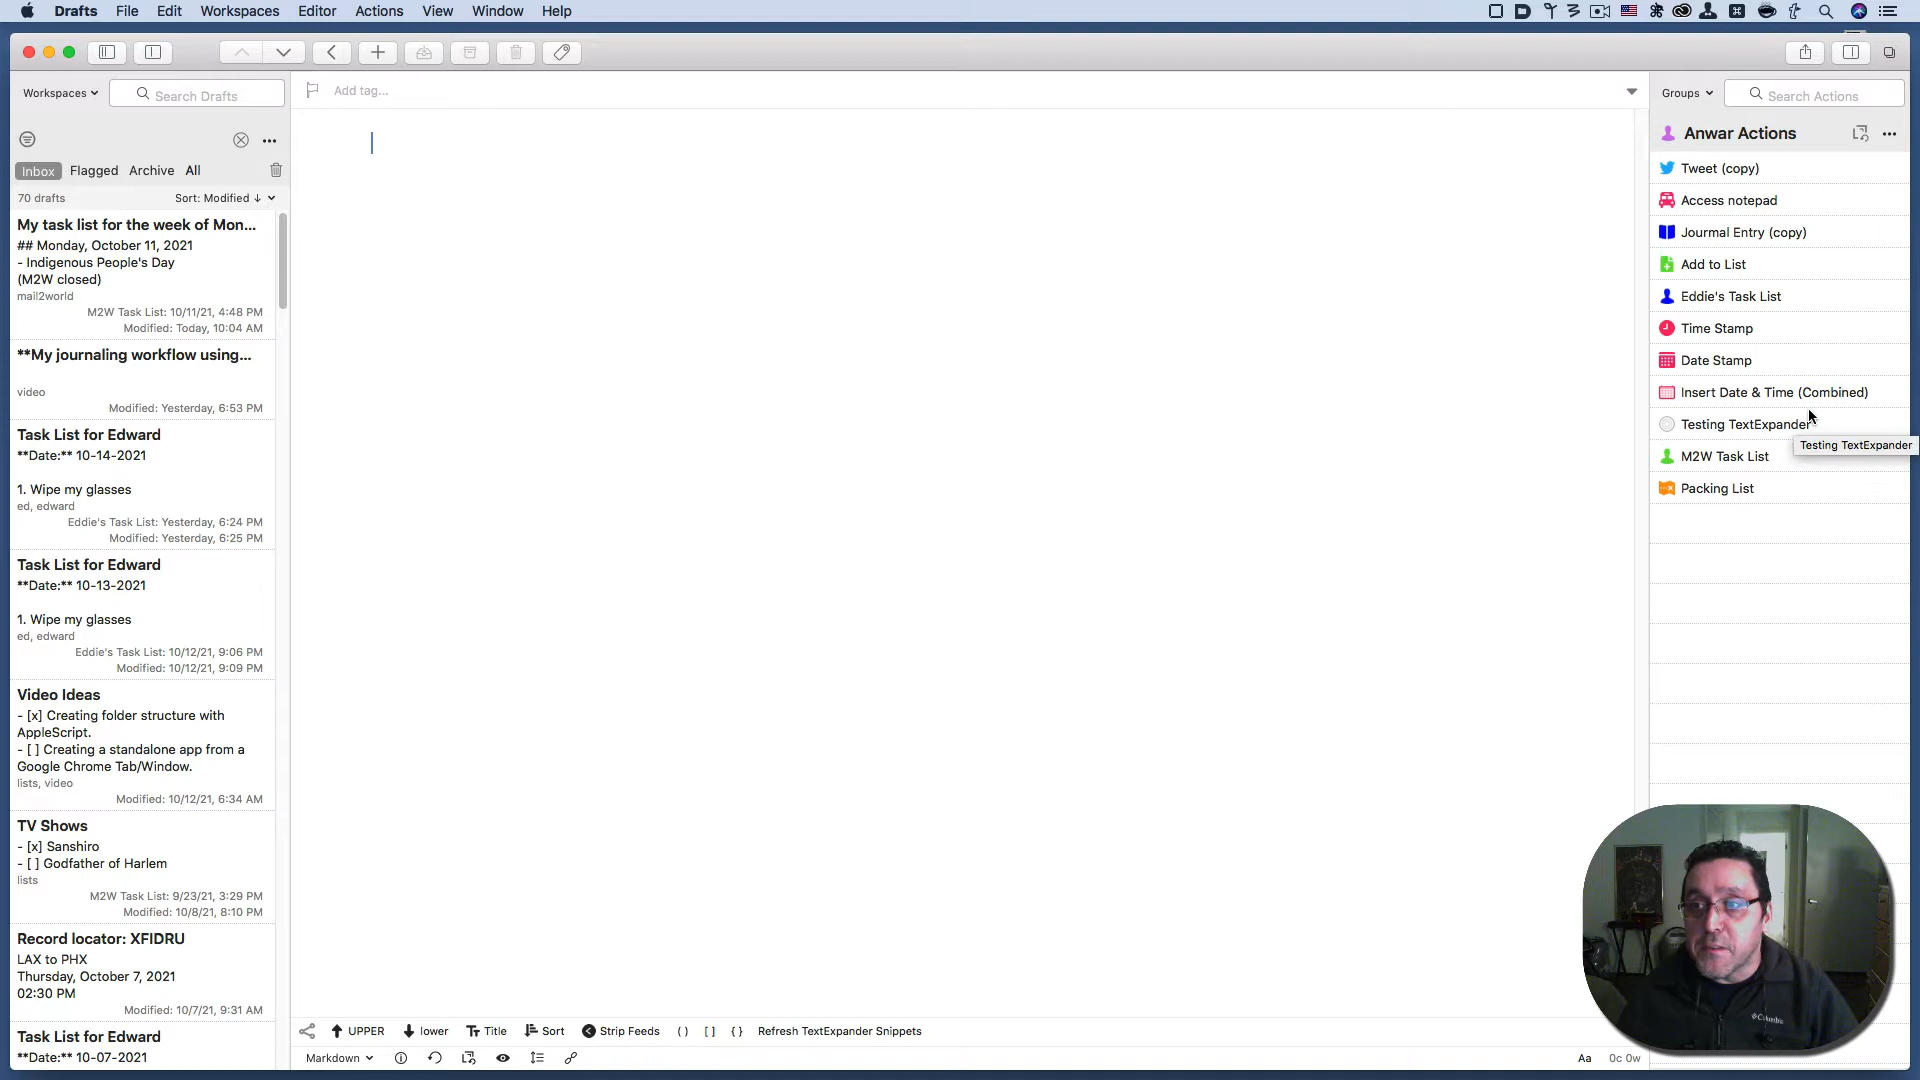 Drafts File Edit Workspaces Editor Actions View Window Help
Workspaces
Search Drafts
Inbox Flagged Archive All
70 drafts Sort: Modified ↓
My task list for the week of Mon...
## Monday, October 11, 2021
- Indigenous People's Day
(M2W closed)
mail2world
M2W Task List: 10/11/21, 4:48 PM
Modified: Today, 10:04 AM
**My journaling workflow using...
video
Modified: Yesterday, 6:53 PM
Task List for Edward
**Date:** 10-14-2021
1. Wipe my glasses
ed, edward
Eddie's Task List: Yesterday, 6:24 PM
Modified: Yesterday, 6:25 PM
Task List for Edward
**Date:** 10-13-2021
1. Wipe my glasses
ed, edward
Eddie's Task List: 10/12/21, 9:06 PM
Modified: 10/12/21, 9:09 PM
Video Ideas
- [x] Creating folder structure with
AppleScript.
- [ ] Creating a standalone app from a
Google Chrome Tab/Window.
lists, video
Modified: 10/12/21, 6:34 AM
TV Shows
- [x] Sanshiro
- [ ] Godfather of Harlem
lists
M2W Task List: 9/23/21, 3:29 PM
Modified: 10/8/21, 8:10 PM
Record locator: XFIDRU
LAX to PHX
Thursday, October 7, 2021
02:30 PM
Modified: 10/7/21, 9:31 AM
Task List for Edward
**Date:** 10-07-2021
Add tag...
UPPER lower Tт Title Sort Strip Feeds () [] {} Refresh TextExpander Snippets
Markdown
Aa 0c 0w
Groups
Search Actions
Anwar Actions
Tweet (copy)
Access notepad
Jourmal Entry (copy)
Add to List
Eddie's Task List
Time Stamp
Date Stamp
Insert Date & Time (Combined)
Testing TextExpander
Testing TextExpander
M2W Task List
Packing List
Columbia